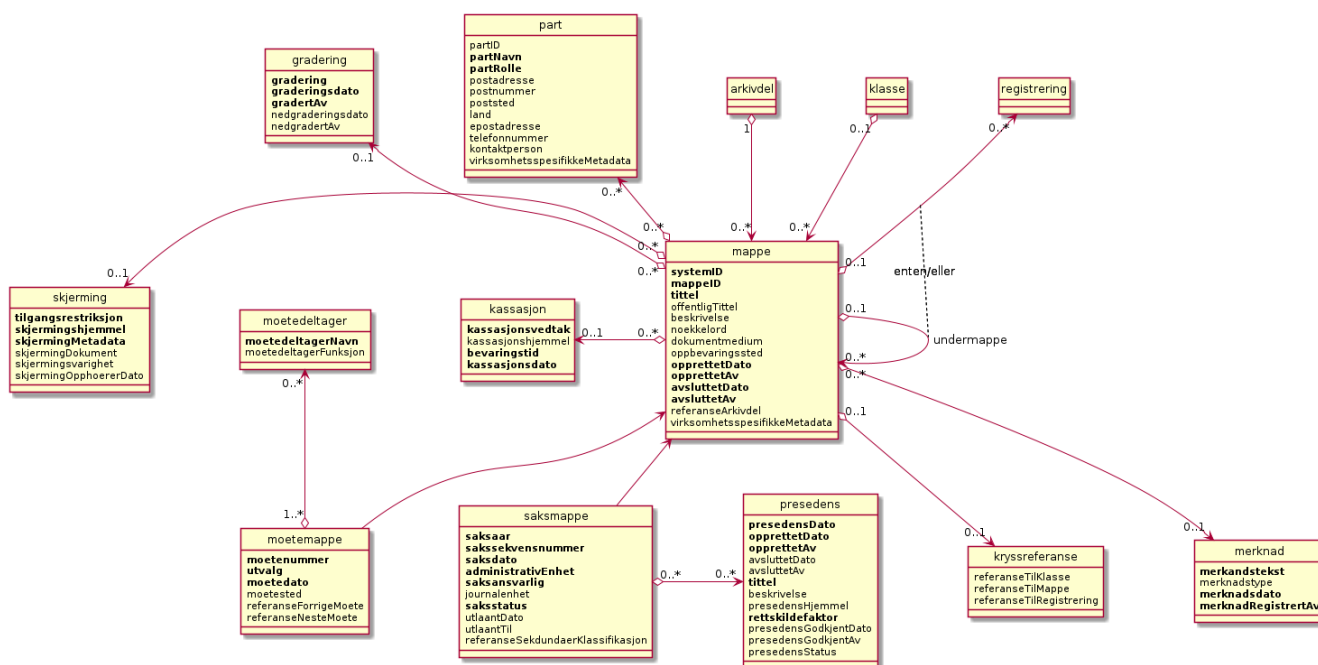 part
partID
partNavn
partRolle
postadresse
postnummer
poststed
land
epostadresse
telefonnummer
kontaktperson
virksomhetsspesifikkeMetadata
gradering
gradering
graderingsdato
gradertAv
nedgraderingsdato
nedgradertAv
arkivdel
klasse
registrering
0..1
0..*
1
0..*
0..1
0..*
0..*
0..*
0..*
0..*
0..1
0..1
enten/eller
skjerming
tilgangsrestriksjon
skjermingshjemmel
skjermingMetadata
skjermingDokument
skjermingsvarighet
skjermingOpphoererDato
mappe
systemID
mappeID
tittel
offentligTittel
beskrivelse
noekkelord
dokumentmedium
oppbevaringssted
opprettetDato
opprettetAv
avsluttetDato
avsluttetAv
referanseArkivdel
virksomhetsspesifikkeMetadata
0..1
undermappe
0..*
0..*
0..1
kassasjon
kassasjonsvedtak
kassasjonshjemmel
bevaringstid
kassasjonsdato
0..1
0..*
moetedeltager
moetedeltagerNavn
moetedeltagerFunksjon
0..*
1..*
moetemappe
moetenummer
utvalg
moetedato
moetested
referanseForrigeMoete
referanseNesteMoete
saksmappe
saksaar
sakssekvensnummer
saksdato
administrativEnhet
saksansvarlig
journalenhet
saksstatus
utlaantDato
utlaantTil
referanseSekdundaerKlassifikasjon
0..*
0..*
presedens
presedensDato
opprettetDato
opprettetAv
avsluttetDato
avsluttetAv
tittel
beskrivelse
presedensHjemmel
rettskildefaktor
presedensGodkjentDato
presedensGodkjentAv
presedensStatus
0..1
kryssreferanse
referanseTilKlasse
referanseTilMappe
referanseTilRegistrering
0..1
merknad
merkandstekst
merknadstype
merknadsdato
merknadRegistrertAv